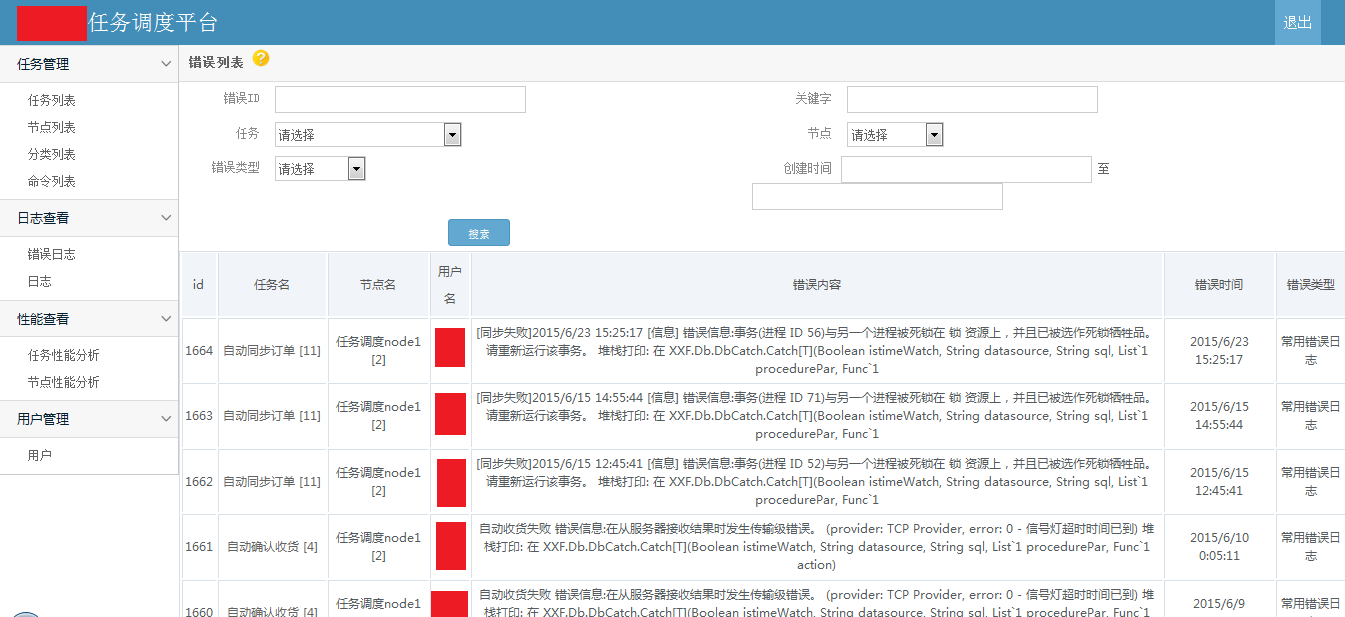 任务调度平台
退出
任务管理
任务列表
节点列表
分类列表
命令列表
日志查看
错误日志
日志
性能查看
任务性能分析
节点性能分析
用户管理
用户
错误列表 ?
错误ID
关键字
任务 请选择
节点 请选择
错误类型 请选择
创建时间 至
搜索
id 任务名 节点名 用户名 错误内容 错误时间 错误类型
1664 自动同步订单 [11]
任务调度node1
[2]
[同步失败]2015/6/23 15:25:17 [信息] 错误信息:事务(进程 ID 56)与另一个进程被死锁在 锁 资源上，并且已被选作死锁牺牲品。
请重新运行该事务。 堆栈打印: 在 XXF.Db.DbCatch.Catch[T](Boolean istimeWatch, String datasource, String sql, List`1
procedurePar, Func`1
2015/6/23
15:25:17
常用错误日
志
1663 自动同步订单 [11]
任务调度node1
[2]
[同步失败]2015/6/15 14:55:44 [信息] 错误信息:事务(进程 ID 71)与另一个进程被死锁在 锁 资源上，并且已被选作死锁牺牲品。
请重新运行该事务。 堆栈打印: 在 XXF.Db.DbCatch.Catch[T](Boolean istimeWatch, String datasource, String sql, List`1
procedurePar, Func`1
2015/6/15
14:55:44
常用错误日
志
1662 自动同步订单 [11]
任务调度node1
[2]
[同步失败]2015/6/15 12:45:41 [信息] 错误信息:事务(进程 ID 52)与另一个进程被死锁在 锁 资源上，并且已被选作死锁牺牲品。
请重新运行该事务。 堆栈打印: 在 XXF.Db.DbCatch.Catch[T](Boolean istimeWatch, String datasource, String sql, List`1
procedurePar, Func`1
2015/6/15
12:45:41
常用错误日
志
1661 自动确认收货 [4]
任务调度node1
[2]
自动收货失败 错误信息:在从服务器接收结果时发生传输级错误。 (provider: TCP Provider, error: 0 - 信号灯超时时间已到) 堆
栈打印: 在 XXF.Db.DbCatch.Catch[T](Boolean istimeWatch, String datasource, String sql, List`1 procedurePar, Func`1
action)
2015/6/10
0:05:11
常用错误日
志
1660 自动确认收货 [4]
任务调度node1
自动收货失败 错误信息:在从服务器接收结果时发生传输级错误。 (provider: TCP Provider, error: 0 - 信号灯超时时间已到) 堆
栈打印: 在 XXF.Db.DbCatch.Catch[T](Boolean istimeWatch, String datasource, String sql, List`1 procedurePar, Func`1
2015/6/9
常用错误日